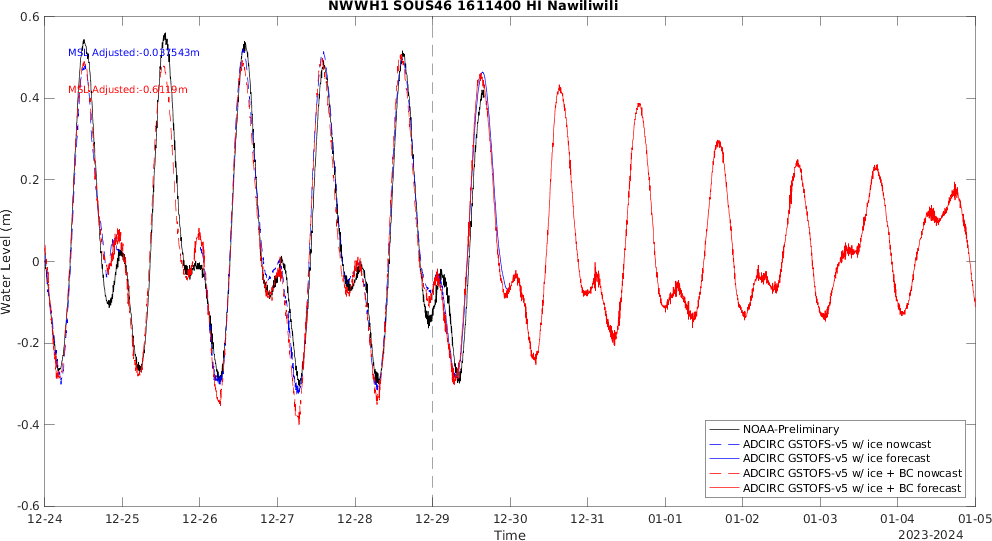 NWWH1 SOUS46 1611400 HI Nawiliwili
0.6
0.4
0.2
0
-0.2
-0.4
-0.6
Water Level (m)
MSL Adjusted:-0.037543m
MSL Adjusted:-0.6119m
NOAA-Preliminary
ADCIRC GSTOFS-v5 w/ ice nowcast
ADCIRC GSTOFS-v5 w/ ice forecast
ADCIRC GSTOFS-v5 w/ ice + BC nowcast
ADCIRC GSTOFS-v5 w/ ice + BC forecast
12-24 12-25 12-26 12-27 12-28 12-29 12-30 12-31 01-01 01-02 01-03 01-04 01-05
Time
2023-2024